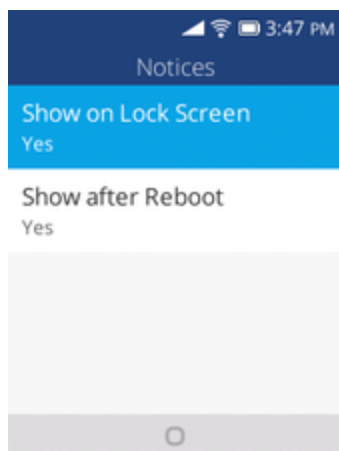 3:47 PM
Notices
Show on Lock Screen
Yes
Show after Reboot
Yes